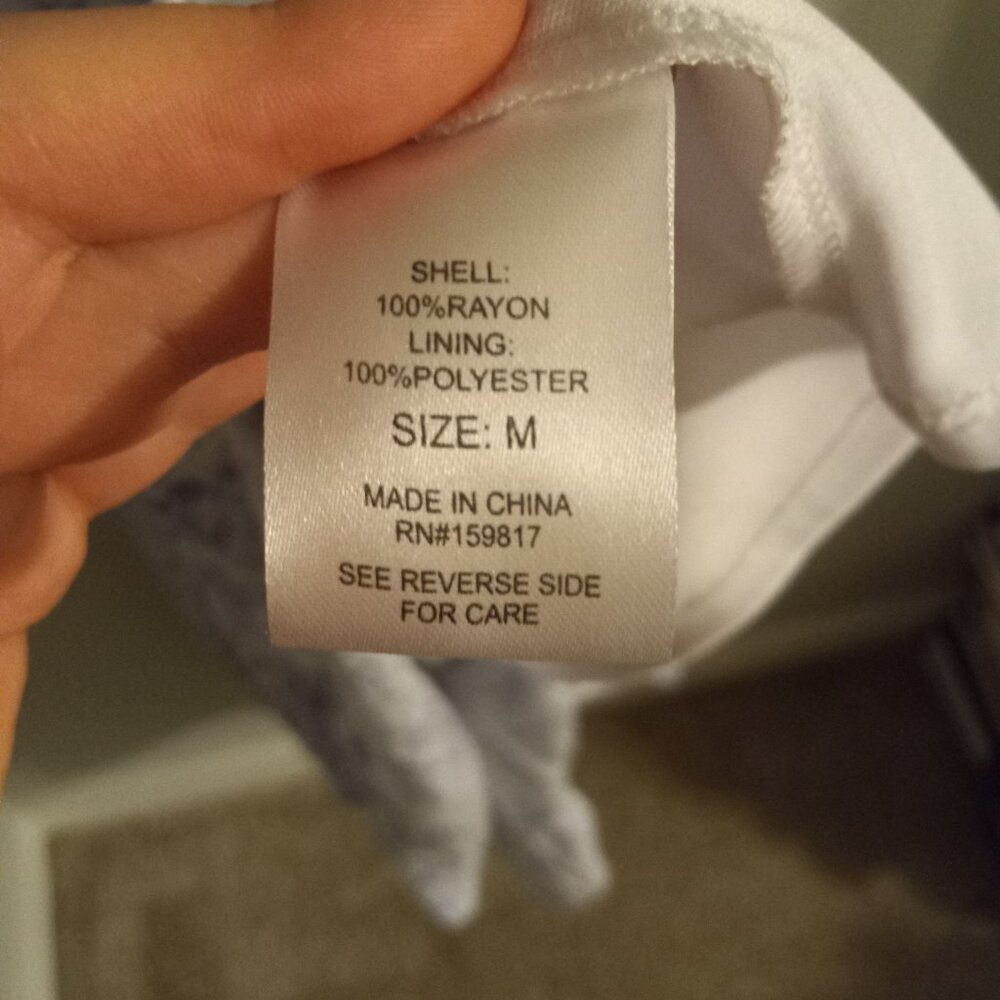 SHELL:
100%RAYON
LINING:
100%POLYESTER
SIZE: M
MADE IN CHINA
RN#159817
SEE REVERSE SIDE
FOR CARE